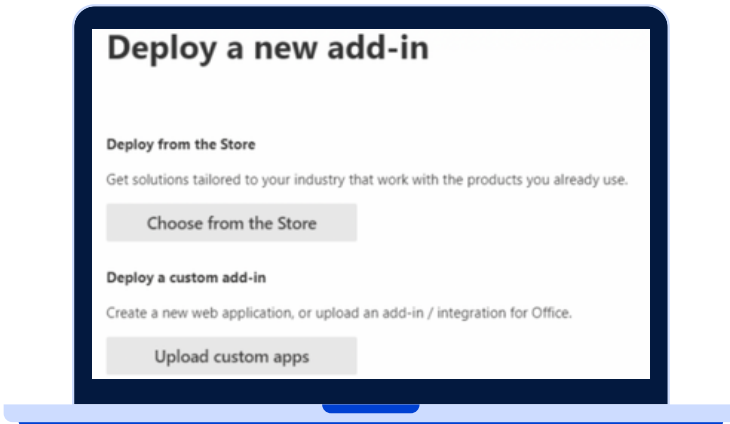 Deploy a new add-in
Deploy from the Store
Get solutions tailored to your industry that work with the products you already use.
Choose from the Store
Deploy a custom add-in
Create a new web application, or upload an add-in / integration for Office.
Upload custom apps